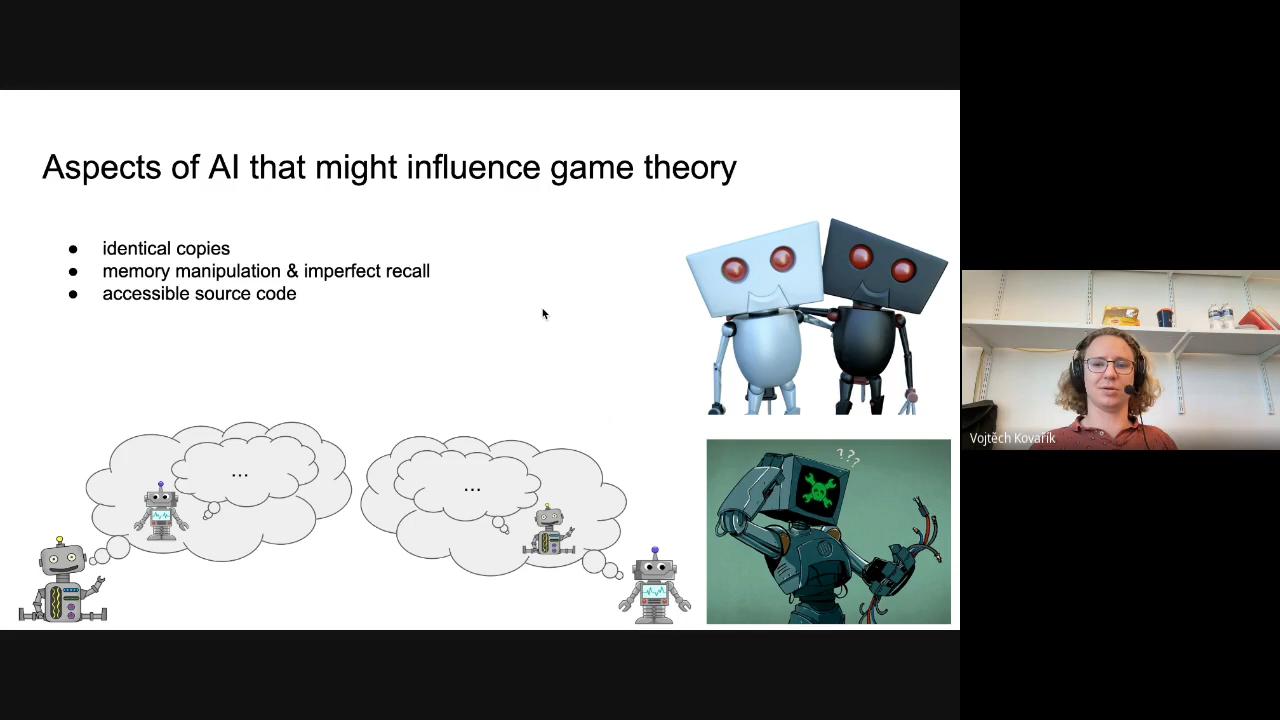 Aspects of AI that might influence game theory
● identical copies
● memory manipulation & imperfect recall
● accessible source code
...
...
???
Vojtěch Kovařík